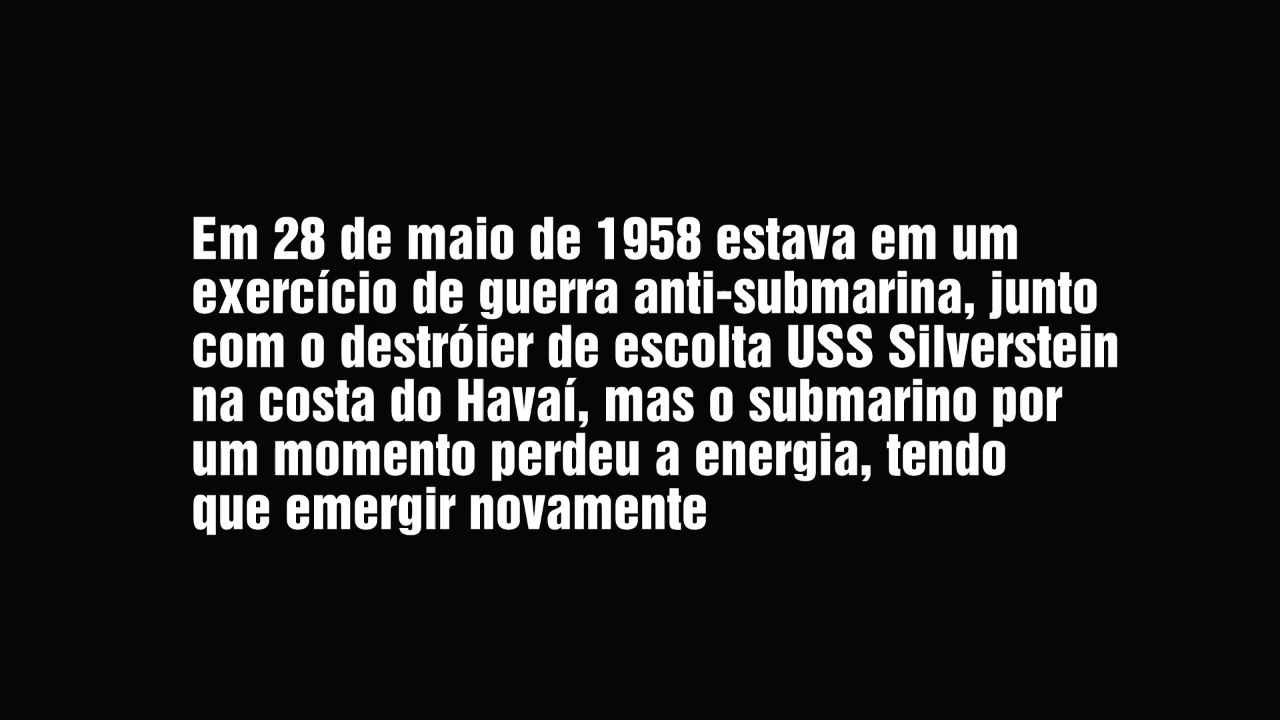 Em 28 de maio de 1958 estava em um
exercício de guerra anti-submarina, junto
com o destróier de escolta USS Silverstein
na costa do Havaí, mas o submarino por
um momento perdeu a energia, tendo
que emergir novamente